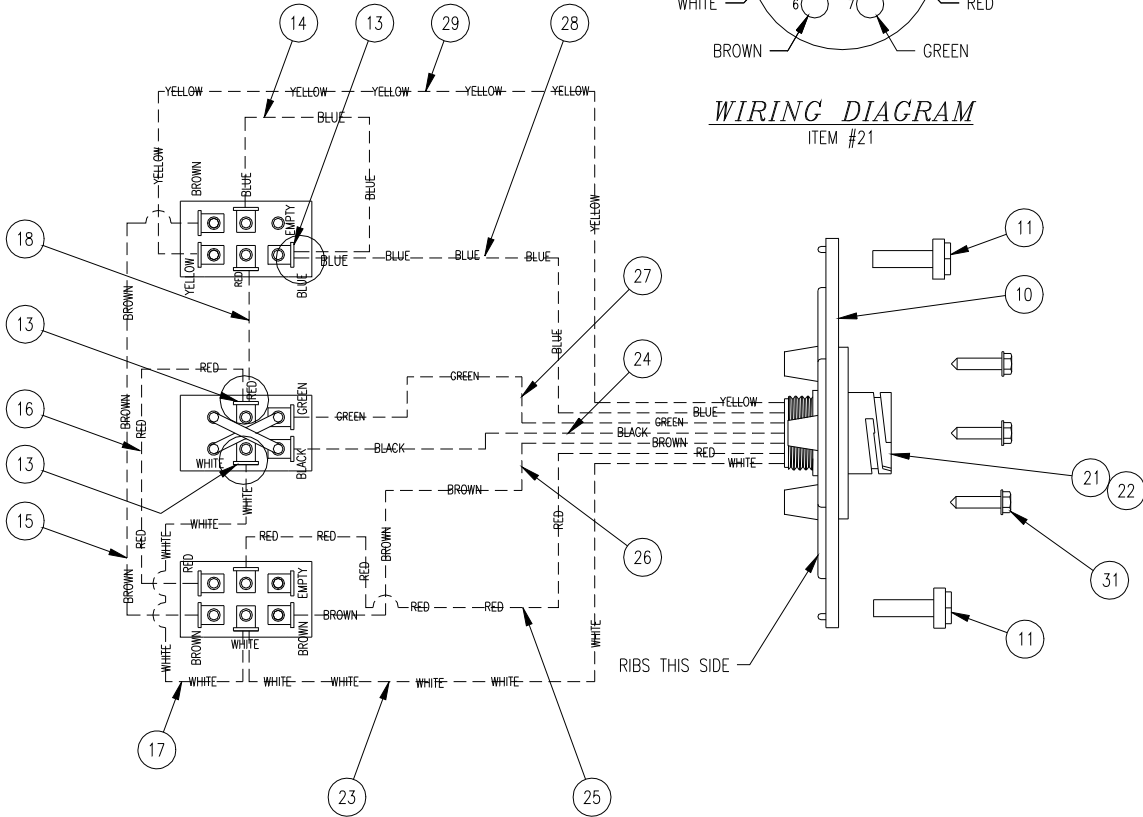 14
29
13
28
WHITE
6
7
RED
BROWN
GREEN
WIRING DIAGRAM
ITEM #21
YELLOW
YELLOW
YELLOW
YELLOW
YELLOW
BLUE
YELLOW
BROWN
BLUE
BLUE
EMPTY
YELLOW
BLUE
BLUE
BLUE
BLUE
BLUE
YELLOW
RED
18
BROWN
13
27
24
11
10
BLUE
RED
RED
GREEN
GREEN
GREEN
YELLOW
BLUE
GREEN
BLACK
BROWN
RED
WHITE
16
RED
BROWN
BLACK
BLACK
WHITE
13
WHITE
BROWN
21
22
15
WHITE
RED
WHITE
RED
RED
BROWN
RED
26
31
RED
RED
EMPTY
BROWN
BROWN
RED
RED
BROWN
WHITE
BROWN
WHITE
WHITE
11
RIBS THIS SIDE
WHITE
WHITE
WHITE
WHITE
WHITE
17
23
25